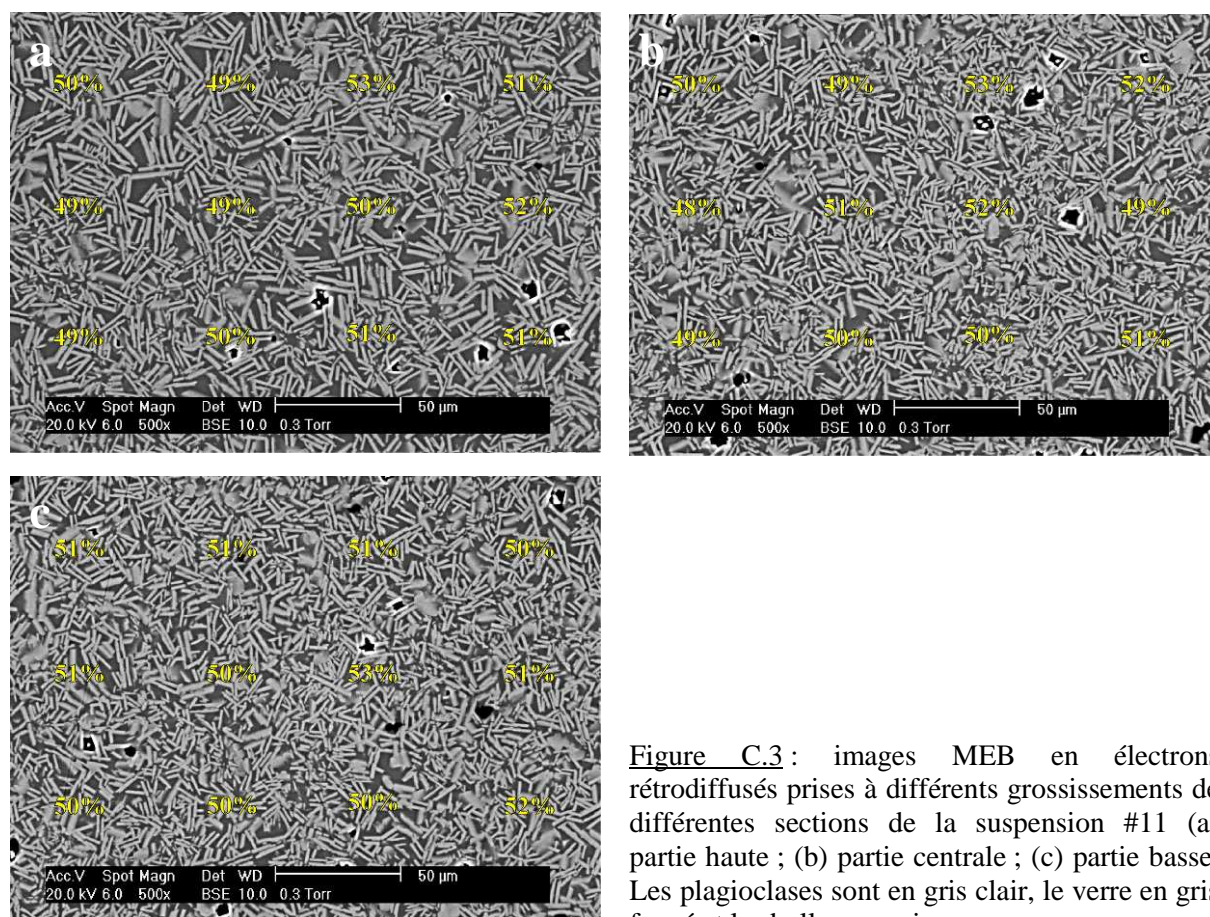 a
50% 49% 53% 51%
49% 49% 50% 52%
49% 50% 51% 51%
Acc.V Spot Magn Det WD 50 µm
20.0 kV 6.0 500x BSE 10.0 0.3 Torr
b
50% 49% 53% 52%
48% 51% 52% 49%
49% 50% 50% 51%
Acc.V Spot Magn Det WD 50 µm
20.0 kV 6.0 500x BSE 10.0 0.3 Torr
c
51% 51% 51% 50%
51% 50% 53% 51%
50% 50% 50% 52%
Acc.V Spot Magn Det WD 50 µm
20.0 kV 6.0 500x BSE 10.0 0.3 Torr
Figure C.3 : images MEB en électrons
rétrodiffusés prises à différents grossissements de
différentes sections de la suspension #11 (a)
partie haute ; (b) partie centrale ; (c) partie basse
Les plagioclases sont en gris clair, le verre en gris